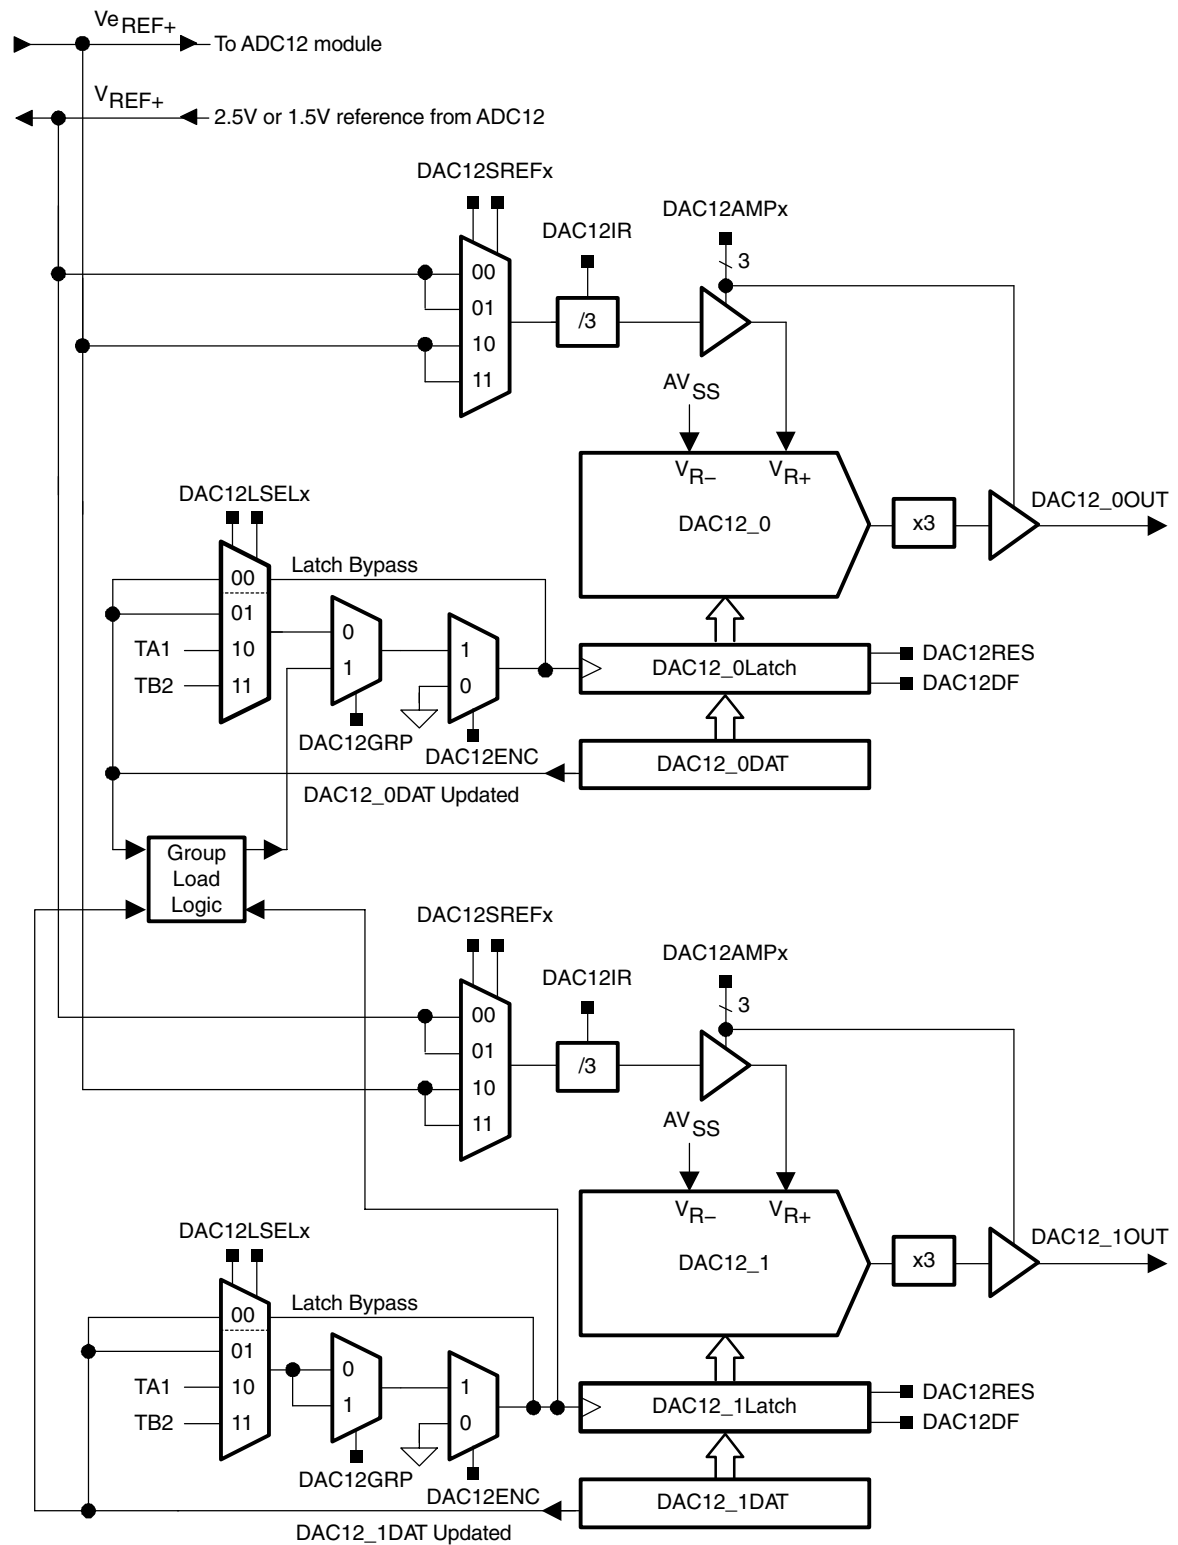 VeREF+
To ADC12 module
VREF+
2.5V or 1.5V reference from ADC12
DAC12SREFx
DAC12AMPx
DAC12IR
3
00
01
10
11
/3
AVSS
VR−
VR+
DAC12_0
x3
DAC12_0OUT
DAC12LSELx
Latch Bypass
00
01
TA1
10
TB2
11
0
1
1
0
DAC12_0Latch
DAC12RES
DAC12DF
DAC12GRP
DAC12ENC
DAC12_0DAT
DAC12_0DAT Updated
Group
Load
Logic
DAC12SREFx
DAC12AMPx
DAC12IR
3
00
01
10
11
/3
AVSS
VR−
VR+
DAC12_1
x3
DAC12_1OUT
DAC12LSELx
Latch Bypass
00
01
TA1
10
TB2
11
0
1
1
0
DAC12_1Latch
DAC12RES
DAC12DF
DAC12GRP
DAC12ENC
DAC12_1DAT
DAC12_1DAT Updated